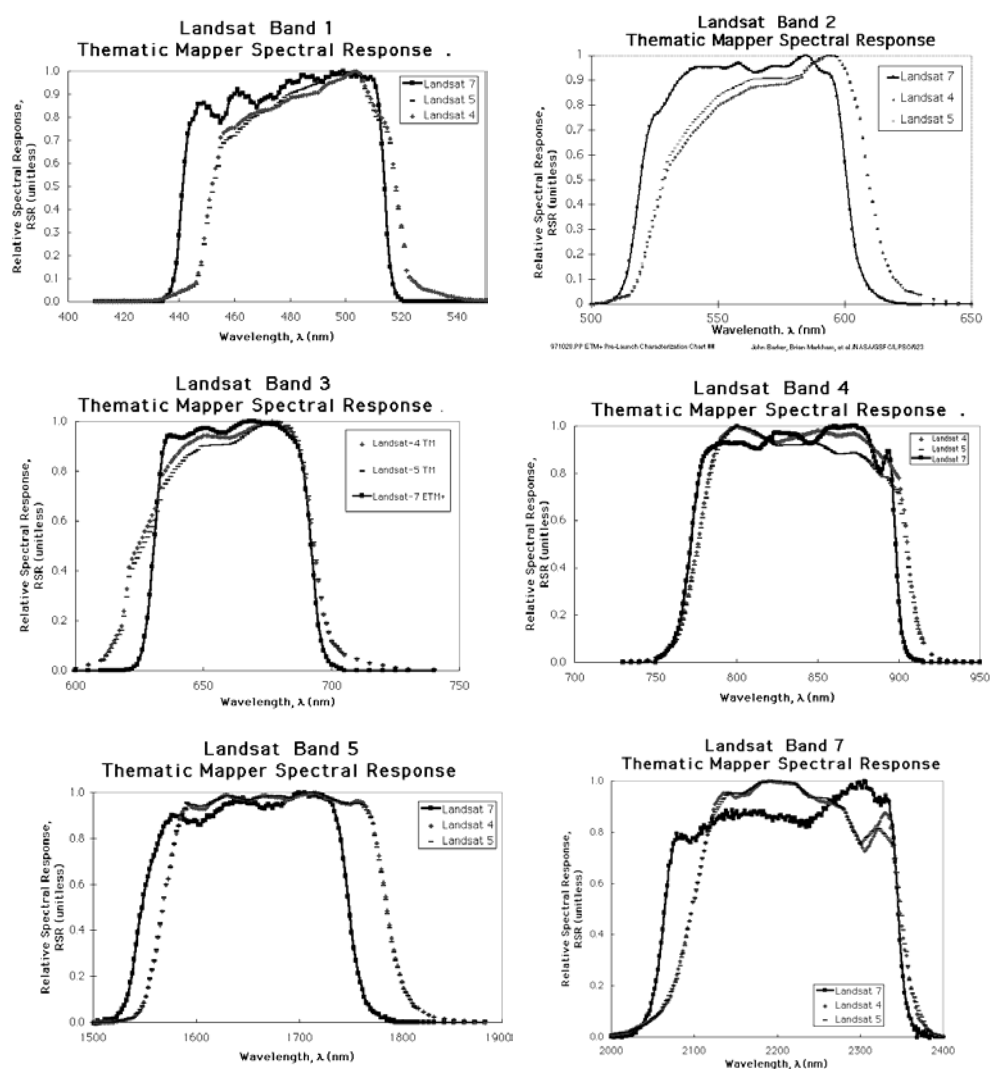 Landsat Band 1
Thematic Mapper Spectral Response .
Relative Spectral Response,
RSR (unitless)
1.0
0.9
0.8
0.7
0.6
0.5
0.4
0.3
0.2
0.1
0.0
Landsat 7
Landsat 5
Landsat 4
400 420 440 460 480 500 520 540
Wavelength, λ (nm)
Landsat Band 2
Thematic Mapper Spectral Response
Relative Spectral Response,
RSR (unitless)
1
0.9
0.8
0.7
0.6
0.5
0.4
0.3
0.2
0.1
0
Landsat 7
Landsat 4
Landsat 5
500 550 600 650
Wavelength, λ (nm)
ETM+ Pre-Launch Characterization Chart
John Barker, Brian Markham, et al
Landsat Band 3
Thematic Mapper Spectral Response .
Relative Spectral Response,
RSR (unitless)
1.0
0.8
0.6
0.4
0.2
0.0
Landsat-4 TM
Landsat-5 TM
Landsat-7 ETM+
600 650 700 750
Wavelength, λ (nm)
Landsat Band 4
Thematic Mapper Spectral Response .
Relative Spectral Response,
RSR (unitless)
1.0
0.8
0.6
0.4
0.2
0.0
Landsat 4
Landsat 5
Landsat 7
700 750 800 850 900 950
Wavelength, λ (nm)
Landsat Band 5
Thematic Mapper Spectral Response
Relative Spectral Response,
RSR (unitless)
1.0
0.8
0.6
0.4
0.2
0.0
Landsat 7
Landsat 4
Landsat 5
1500 1600 1700 1800 1900
Wavelength, λ (nm)
Landsat Band 7
Thematic Mapper Spectral Response
Relative Spectral Response,
RSR (unitless)
1.0
0.8
0.6
0.4
0.2
0.0
Landsat 7
Landsat 4
Landsat 5
2000 2100 2200 2300 2400
Wavelength, λ (nm)